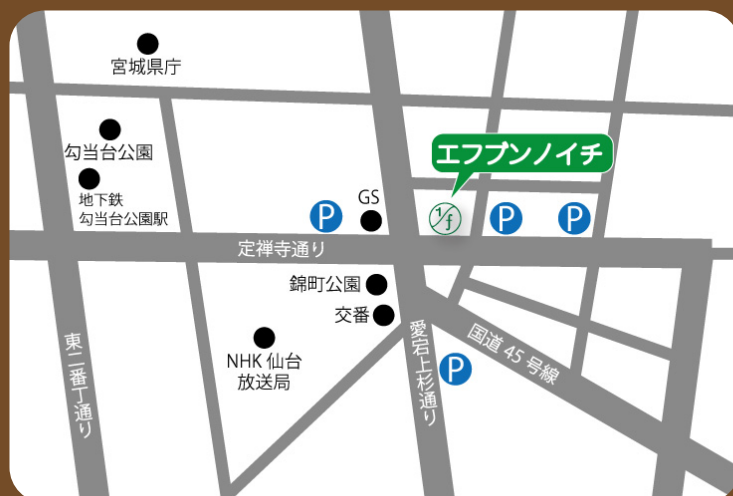 宮城県庁
勾当台公園
エフブンノイチ
地下鉄
勾当台公園駅
P
GS
1/f
P
P
定禅寺通り
錦町公園
交番
東二番丁通り
NHK 仙台
放送局
愛宕上杉通り
P
国道 45 号線